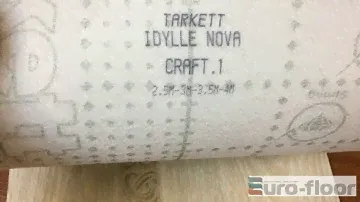 TARKETT
IDYLLE NOVA
CRAFT.1
2.5M-3M-3.5M-4M
Euro-floor